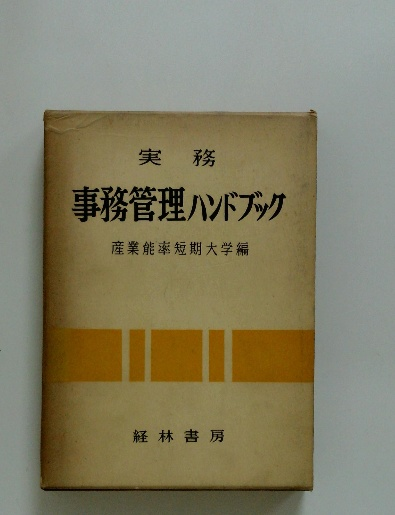 実務
事務管理ハンドブック
産業能率短期大学編
経林書房